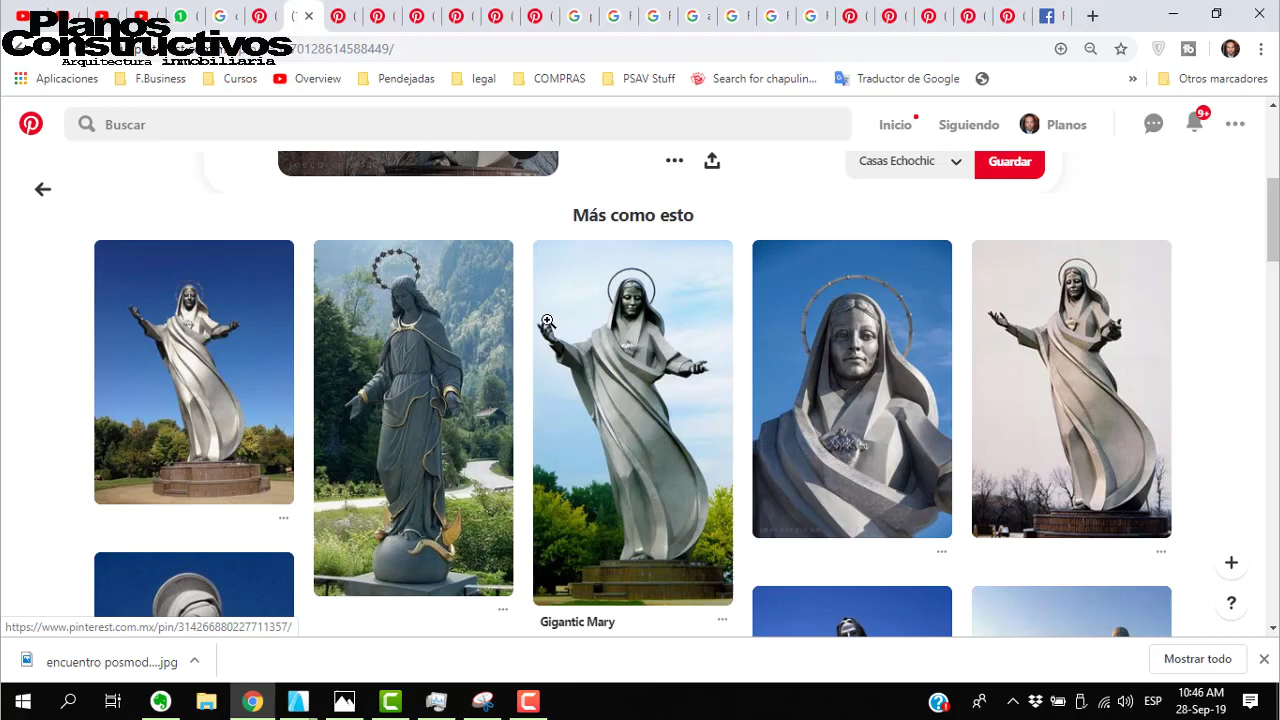 Planos
Constructivos
Arquitectura inmobiliaria
70128614588449/
Aplicaciones
F.Business
Cursos
Overview
Pendejadas
legal
COMPRAS
PSAV Stuff
Search for chapulin...
Traductor de Google
»
Otros marcadores
Buscar
Inicio
Siguiendo
Planos
9+
Casas Echochic
Guardar
Más como esto
Gigantic Mary
https://www.pinterest.com.mx/pin/314266880227711357/
encuentro posmod....jpg
Mostrar todo
ESP
10:46 AM
28-Sep-19